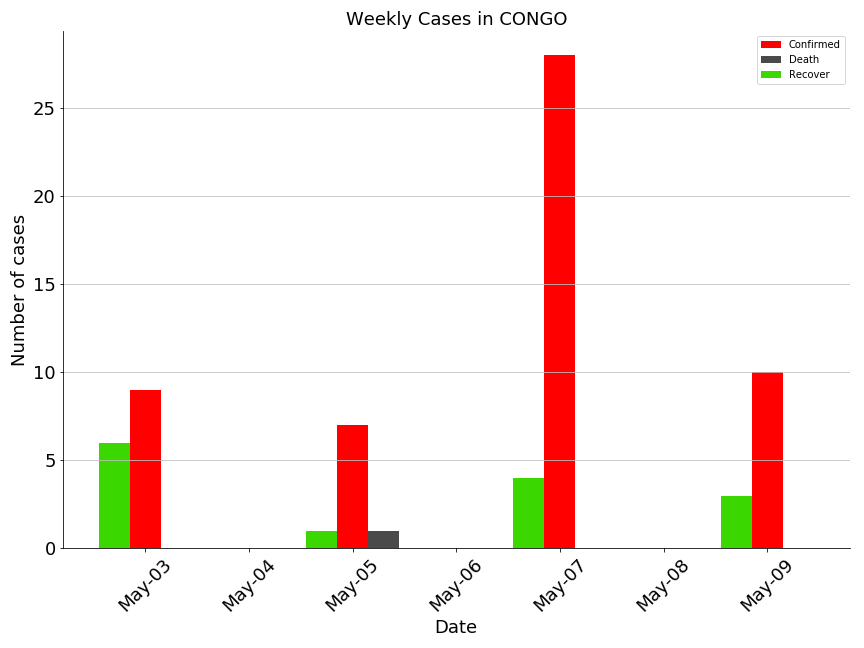 Weekly Cases in CONGO
Confirmed
Death
Recover
Number of cases
25
20
15
10
5
0
May-03
May-04
May-05
May-06
May-07
May-08
May-09
Date